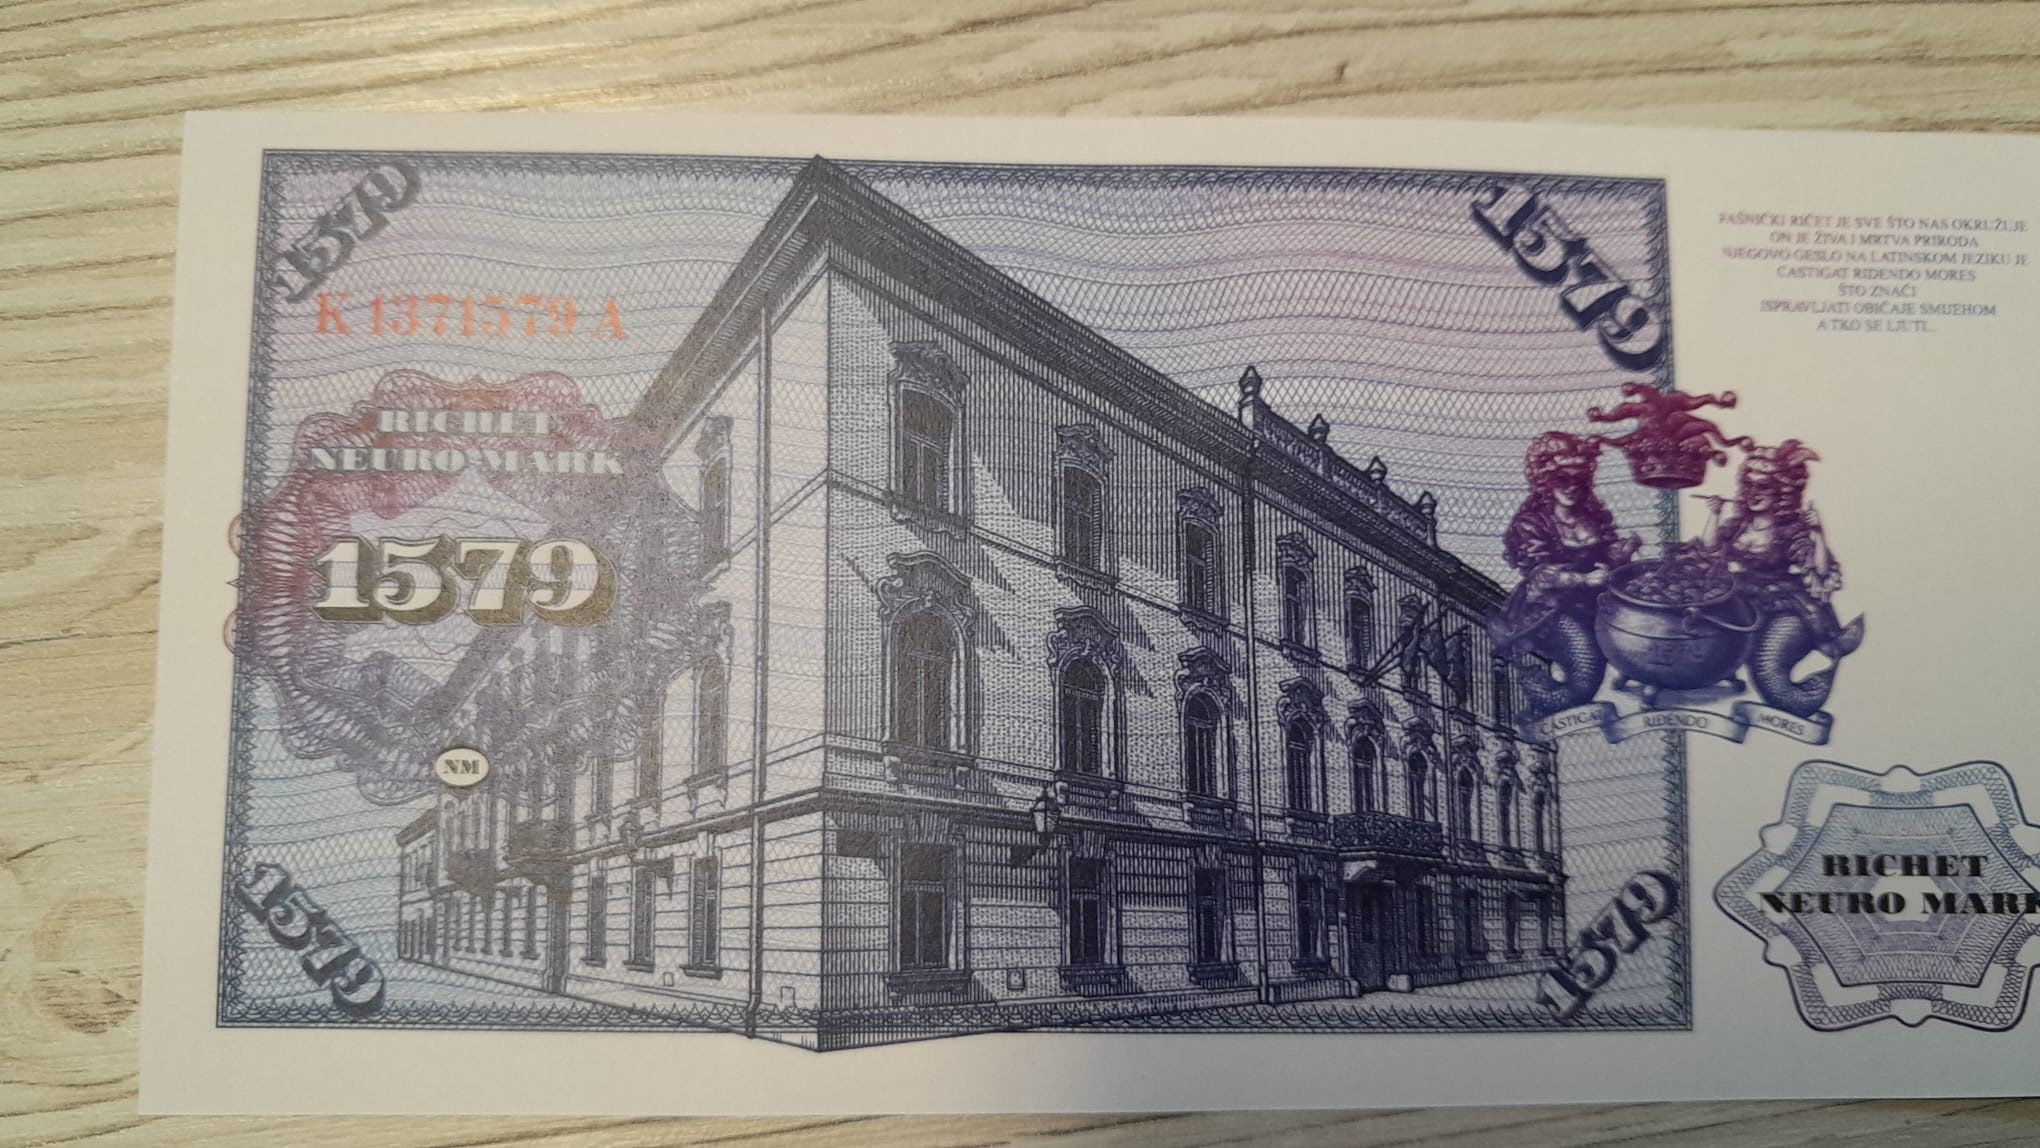 1579
1579
K 1371579 A
RICHET
NEURO MARK
1579
NM
1579
1579
FAŠNIČKI RIČET JE SVE ŠTO NAS OKRUŽUJE
ON JE ŽIVA I MRTVA PRIRODA
NJEGOVO GESLO NA LATINSKOM JEZIKU JE
CASTIGAT RIDENDO MORES
ŠTO ZNAČI
ISPRAVLJATI OBIČAJE SMIJEHOM
A TKO SE LJUTI...
CASTIGAT RIDENDO MORES
RICHET
NEURO MARK